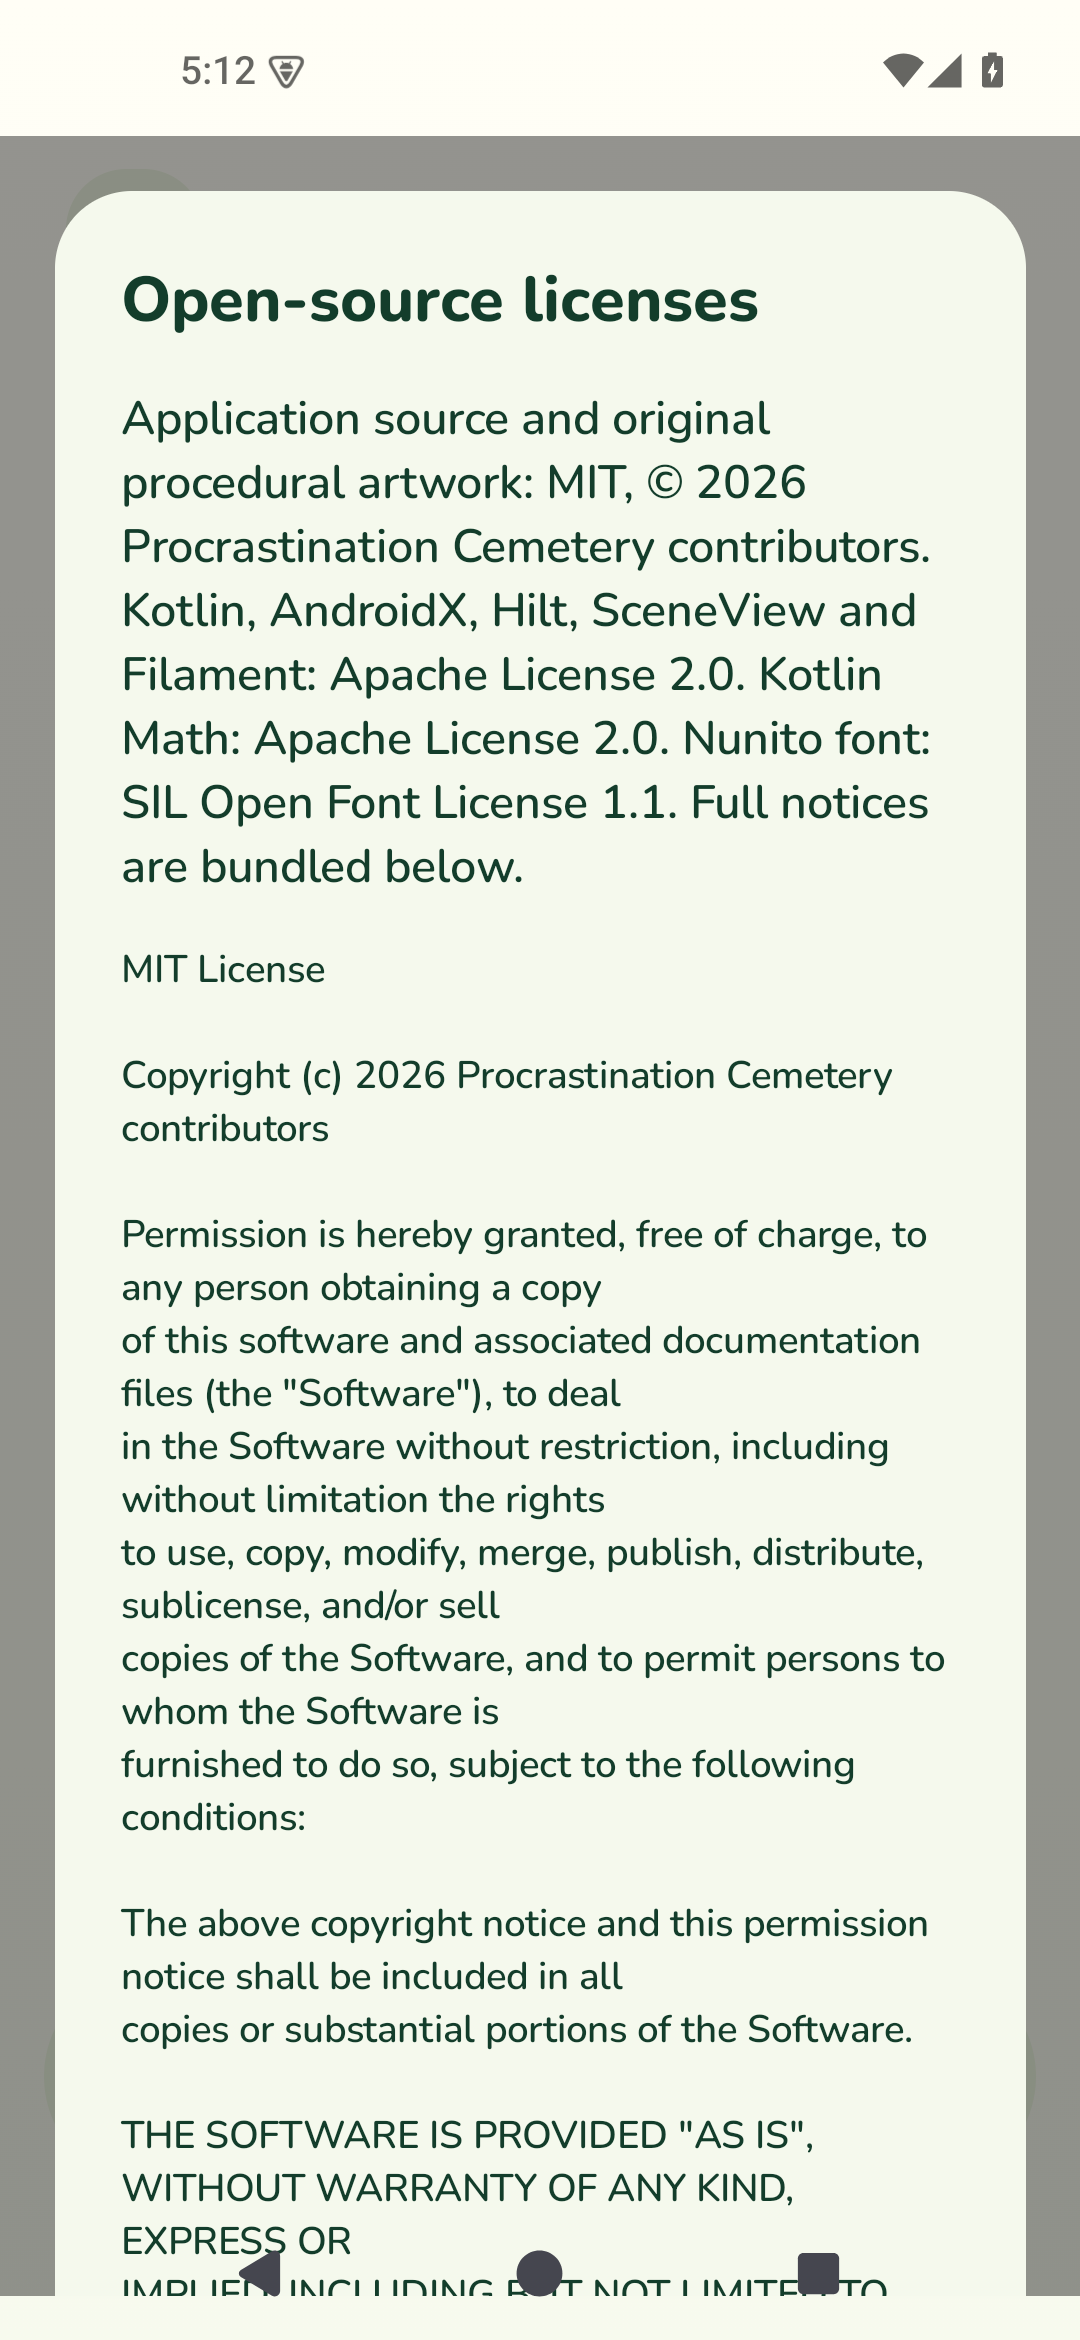 5:12
Open-source licenses
Application source and original
procedural artwork: MIT, © 2026
Procrastination Cemetery contributors.
Kotlin, AndroidX, Hilt, SceneView and
Filament: Apache License 2.0. Kotlin
Math: Apache License 2.0. Nunito font:
SIL Open Font License 1.1. Full notices
are bundled below.
MIT License
Copyright (c) 2026 Procrastination Cemetery
contributors
Permission is hereby granted, free of charge, to
any person obtaining a copy
of this software and associated documentation
files (the "Software"), to deal
in the Software without restriction, including
without limitation the rights
to use, copy, modify, merge, publish, distribute,
sublicense, and/or sell
copies of the Software, and to permit persons to
whom the Software is
furnished to do so, subject to the following
conditions:
The above copyright notice and this permission
notice shall be included in all
copies or substantial portions of the Software.
THE SOFTWARE IS PROVIDED "AS IS",
WITHOUT WARRANTY OF ANY KIND,
EXPRESS OR
IMPLIED, INCLUDING BUT NOT LIMITED TO